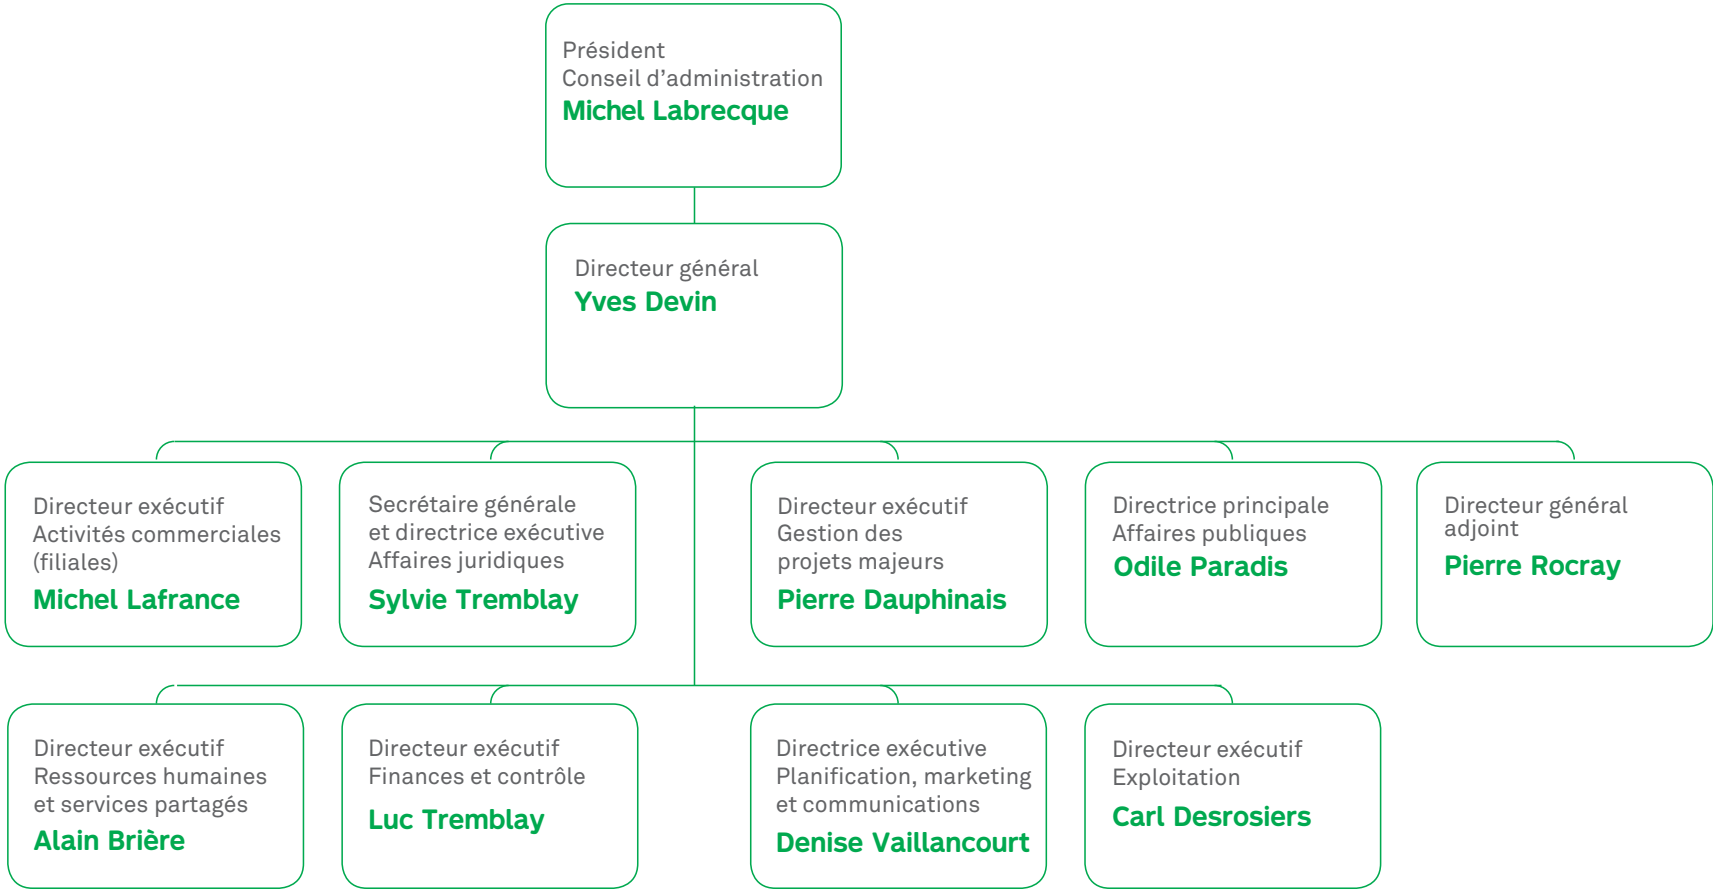 Président
Conseil d’administration
Michel Labrecque
Directeur général
Yves Devin
Directeur exécutif
Activités commerciales
(filiales)
Michel Lafrance
Secrétaire générale
et directrice exécutive
Affaires juridiques
Sylvie Tremblay
Directeur exécutif
Gestion des
projets majeurs
Pierre Dauphinais
Directrice principale
Affaires publiques
Odile Paradis
Directeur général
adjoint
Pierre Rocray
Directeur exécutif
Ressources humaines
et services partagés
Alain Brière
Directeur exécutif
Finances et contrôle
Luc Tremblay
Directrice exécutive
Planification, marketing
et communications
Denise Vaillancourt
Directeur exécutif
Exploitation
Carl Desrosiers